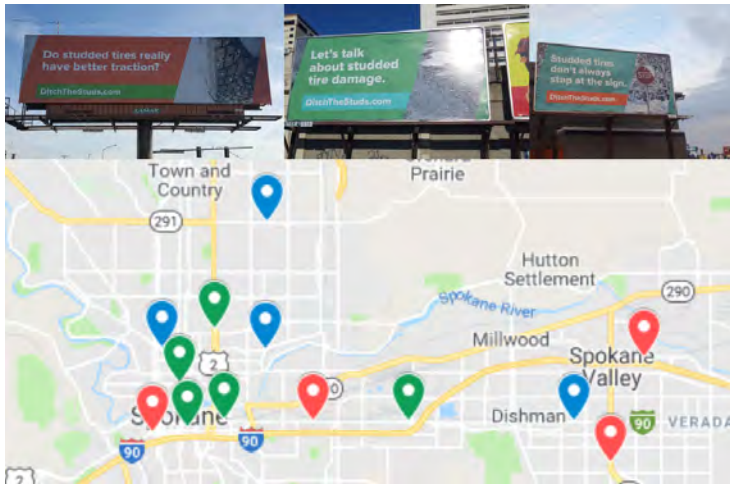 Do studded tires really
have better traction?
DitchTheStuds.com
Let's talk
about studded
tire damage.
DitchTheStuds.com
Studded tires
don't always
stop at the sign.
DitchTheStuds.com
Town and
Country
Prairie
291
Hutton
Settlement
290
Spokane River
Millwood
2
Spokane
Valley
Spokane
Dishman
90
VERADA
90
90
2